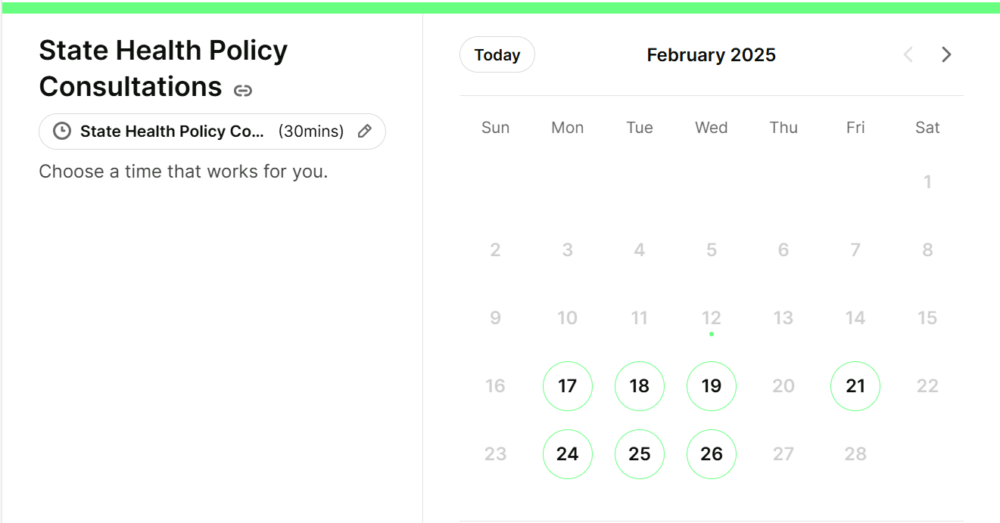 State Health Policy
Consultations
State Health Policy Co... (30mins)
Choose a time that works for you.
Today February 2025
Sun Mon Tue Wed Thu Fri Sat
1
2 3 4 5 6 7 8
9 10 11 12 13 14 15
16 17 18 19 20 21 22
23 24 25 26 27 28